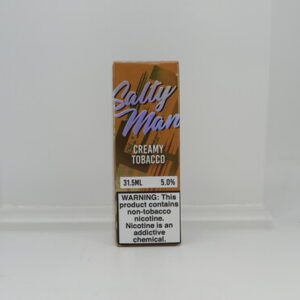 Salty
Man
CREAMY
TOBACCO
31.5ML 5.0%
WARNING: This
product contains
non-tobacco
nicotine.
Nicotine is an
addictive
chemical.